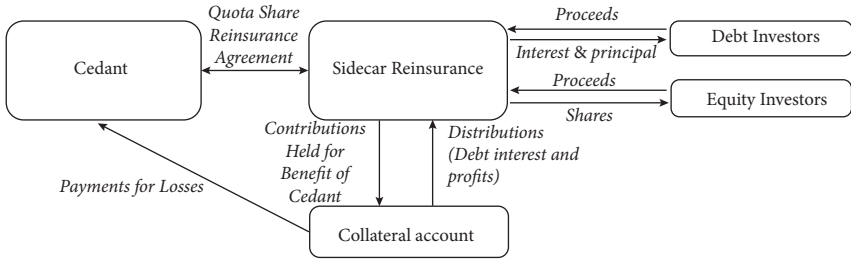 Cedant
Quota Share
Reinsurance
Agreement
Sidecar Reinsurance
Proceeds
Interest & principal
Debt Investors
Proceeds
Shares
Equity Investors
Contributions
Held for
Benefit of
Cedant
Distributions
(Debt interest and
profits)
Payments for Losses
Collateral account